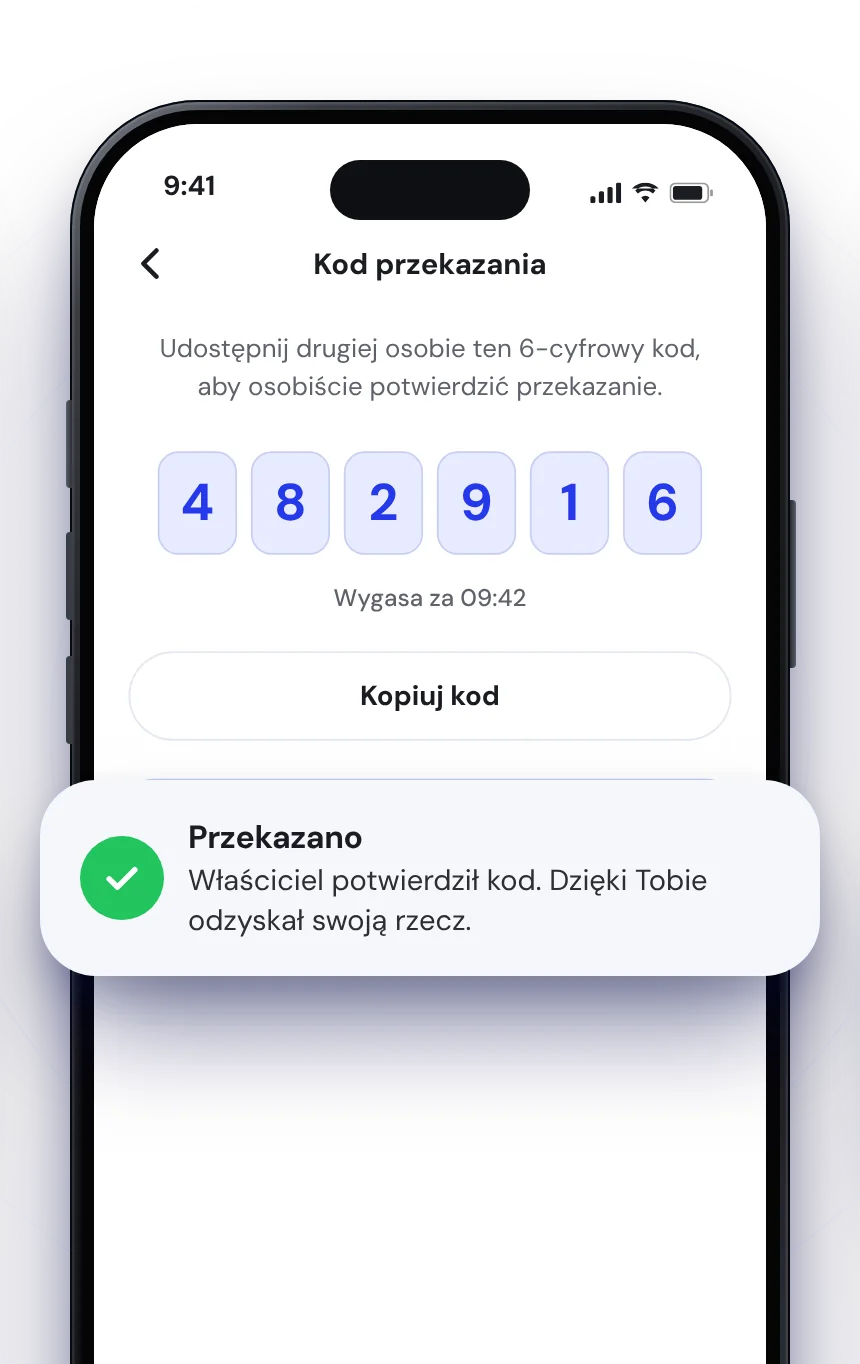 9:41
Kod przekazania
Udostępnij drugiej osobie ten 6-cyfrowy kod,
aby osobiście potwierdzić przekazanie.
4 8 2 9 1 6
Wygasa za 09:42
Kopiuj kod
Przekazano
Właściciel potwierdził kod. Dzięki Tobie
odzyskał swoją rzecz.